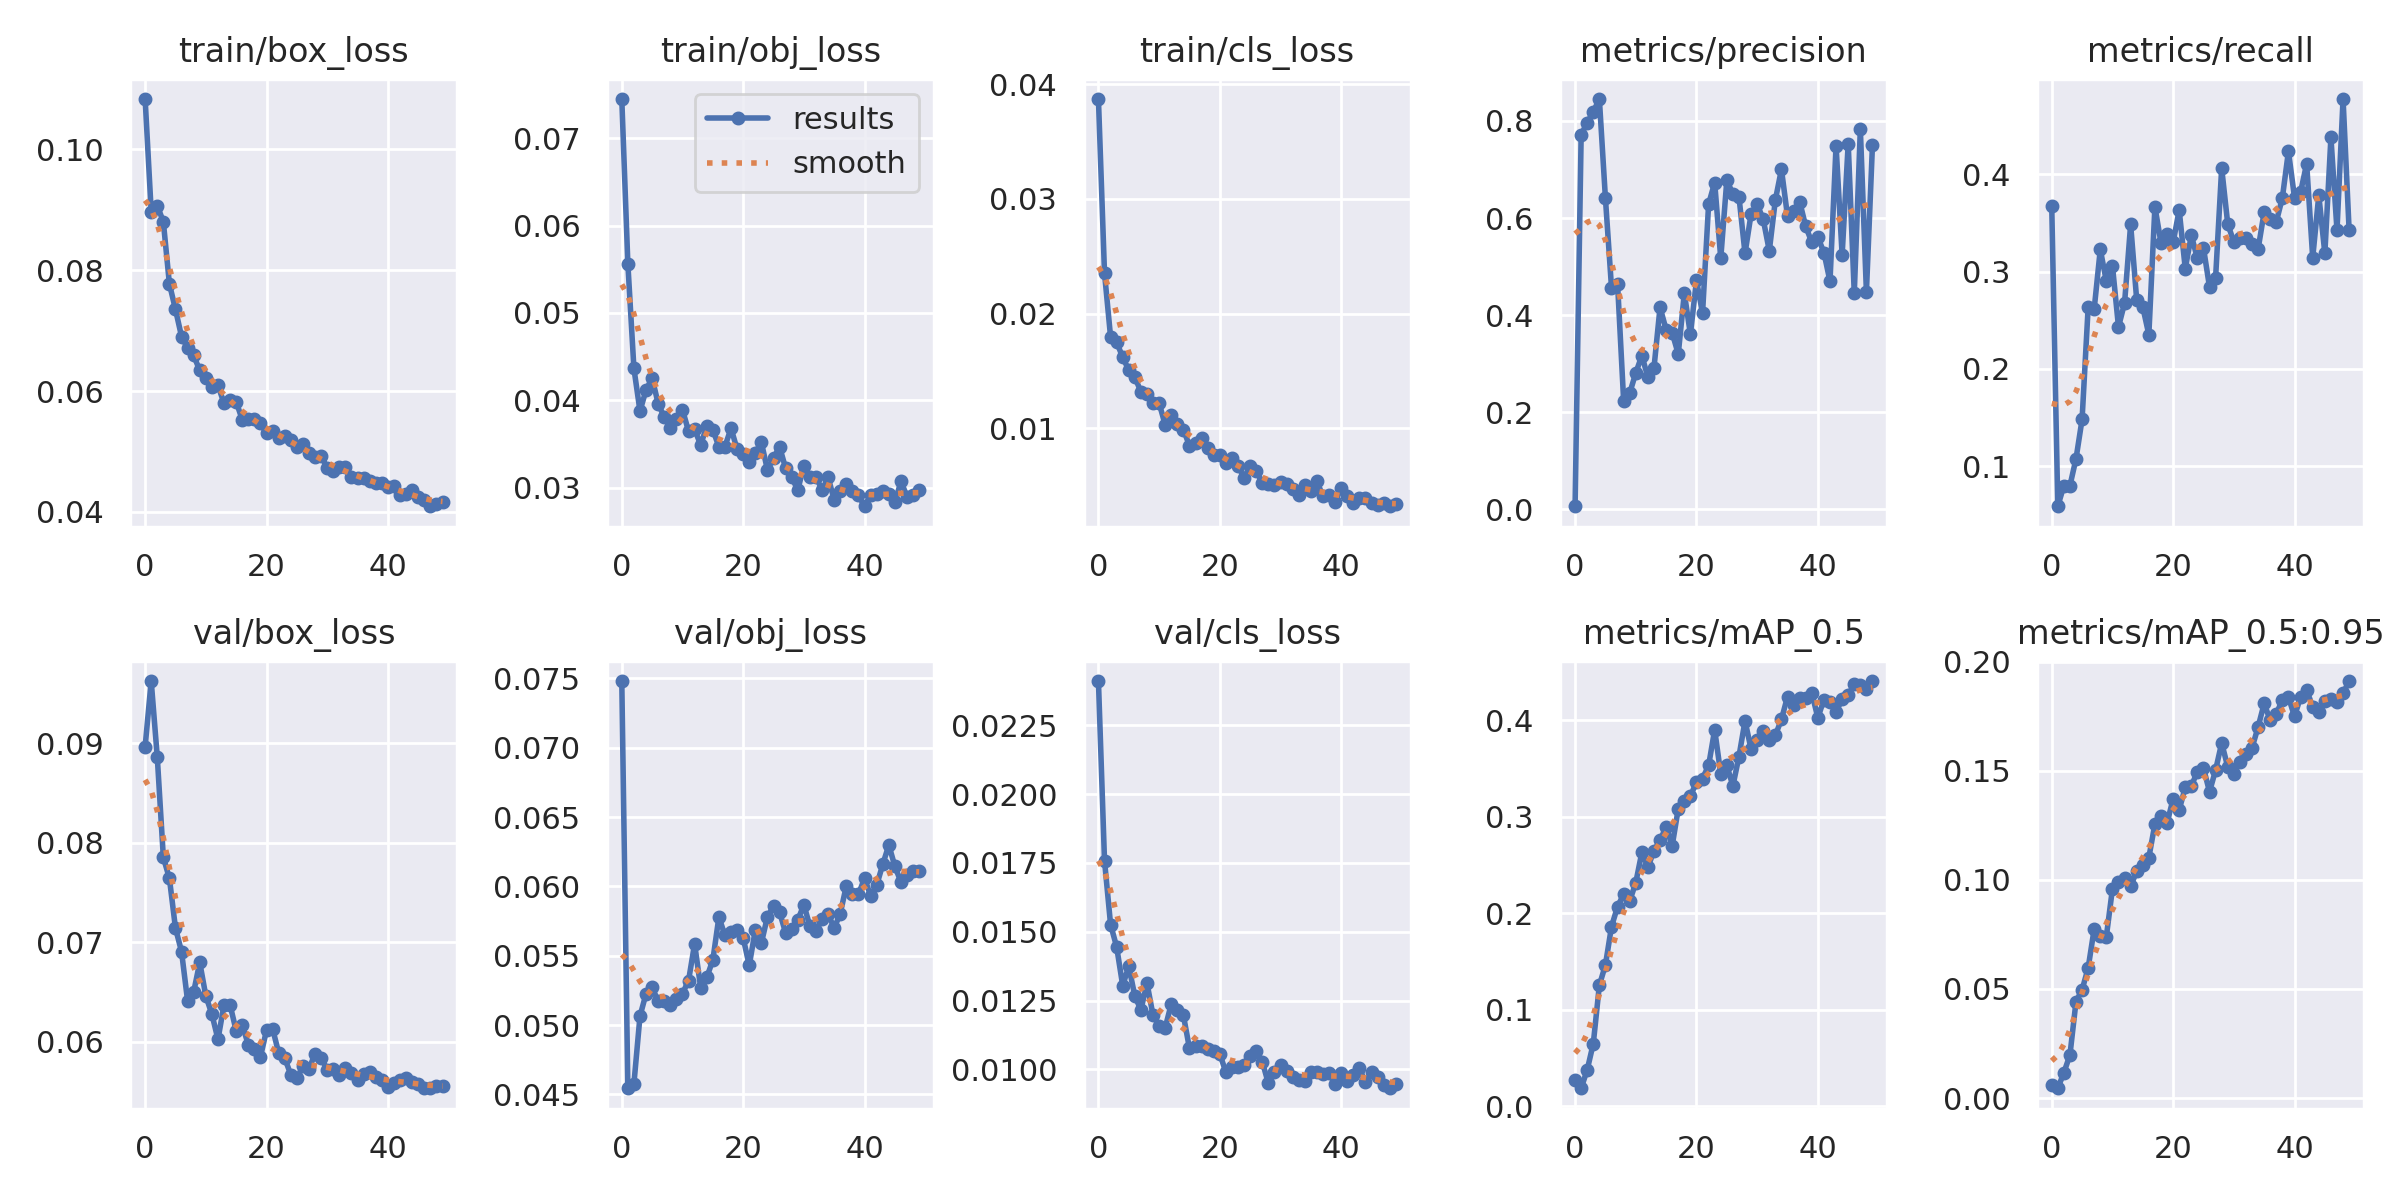 train/box_loss
0.10
0.08
0.06
0.04
0 20 40
train/obj_loss
results
smooth
0.07
0.06
0.05
0.04
0.03
0 20 40
train/cls_loss
0.04
0.03
0.02
0.01
0 20 40
metrics/precision
0.8
0.6
0.4
0.2
0.0
0 20 40
metrics/recall
0.4
0.3
0.2
0.1
0 20 40
val/box_loss
0.09
0.08
0.07
0.06
0 20 40
val/obj_loss
0.075
0.070
0.065
0.060
0.055
0.050
0.045
0 20 40
val/cls_loss
0.0225
0.0200
0.0175
0.0150
0.0125
0.0100
0 20 40
metrics/mAP_0.5
0.4
0.3
0.2
0.1
0.0
0 20 40
metrics/mAP_0.5:0.95
0.20
0.15
0.10
0.05
0.00
0 20 40